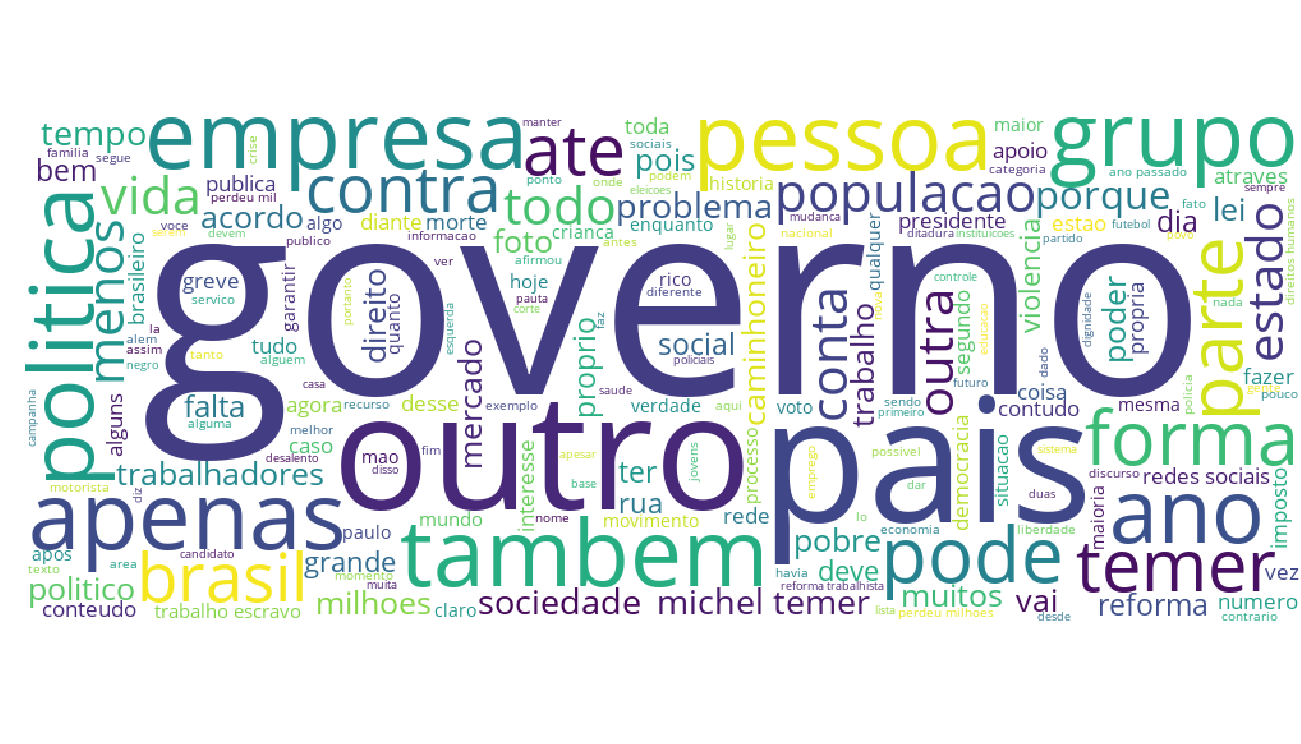 manter
tempo
empresa
ate
toda
sociais
pessoa
maior
grupo
familia
segue
crise
pois
apoio
bem
ponto
onde
podem
categoria
ano passado
atraves
vida
publica
perdeu mil
contra
eleicoes
historia
populacao
porque
sempre
politica
menos
voce
acordo
algo
diante
morte
todo
problema
mudanca
presidente
fato
dia
lei
serem
devem
publico
informacao
foto
crianca
enquanto
antes
lugar
nacional
qualquer
ditadura
instituicoes
violencia
estao
partido
futebol
povo
estado
direitos humanos
brasileiro
governo
ver
afirmou
caminhoneiro
parte
greve
servico
garantir
portanto
direito
quanto
hoje
pauta
corte
rico
diferente
controle
nada
la
alem
assim
negro
tanto
tudo
alguem
esquerda
mercado
proprio
faz
social
policiais
conta
nova
trabalho
outra
segundo
educacao
dignidade
poder
propria
casa
saude
futuro
dado
coisa
fazer
gente
pouco
campanha
alguns
falta
alguma
agora
recurso
desse
exemplo
verdade
aqui
voto
sendo
primeiro
contudo
mesma
policia
melhor
caso
desalento
outro
pais
forma
trabalhadores
mao
disso
fim
interesse
apesar
base
ter
jovens
processo
emprego
possivel
dar
democracia
situacao
duas
sistema
discurso
redes sociais
motorista
diz
apenas
paulo
mundo
nome
rua
movimento
rede
lo
economia
liberdade
maioria
ano
imposto
apos
texto
area
candidato
brasil
grande
momento
muita
tambem
havia
pobre
deve
reforma trabalhista
pode
temer
vez
politico
conteudo
trabalho escravo
milhoes
claro
sociedade
michel temer
lista
muitos
perdeu milhoes
vai
desde
reforma
numero
contrario